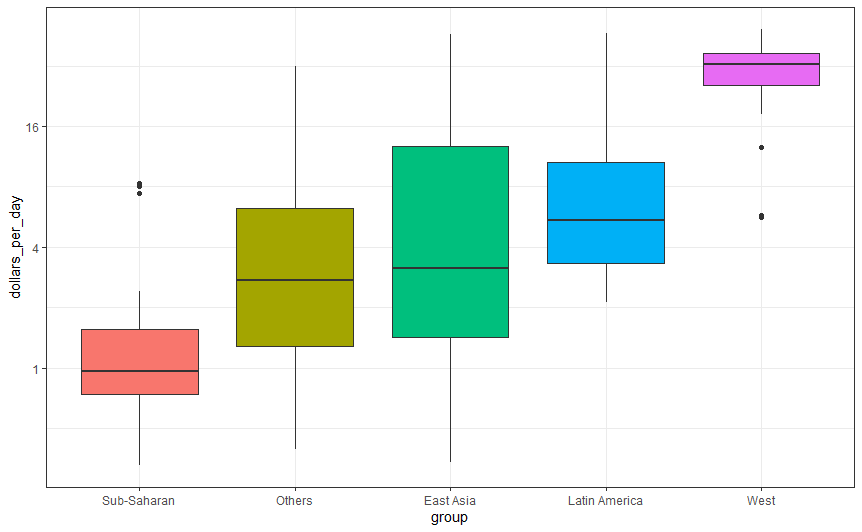 dollars_per_day
16
4
1
Sub-Saharan Others East Asia Latin America West
group